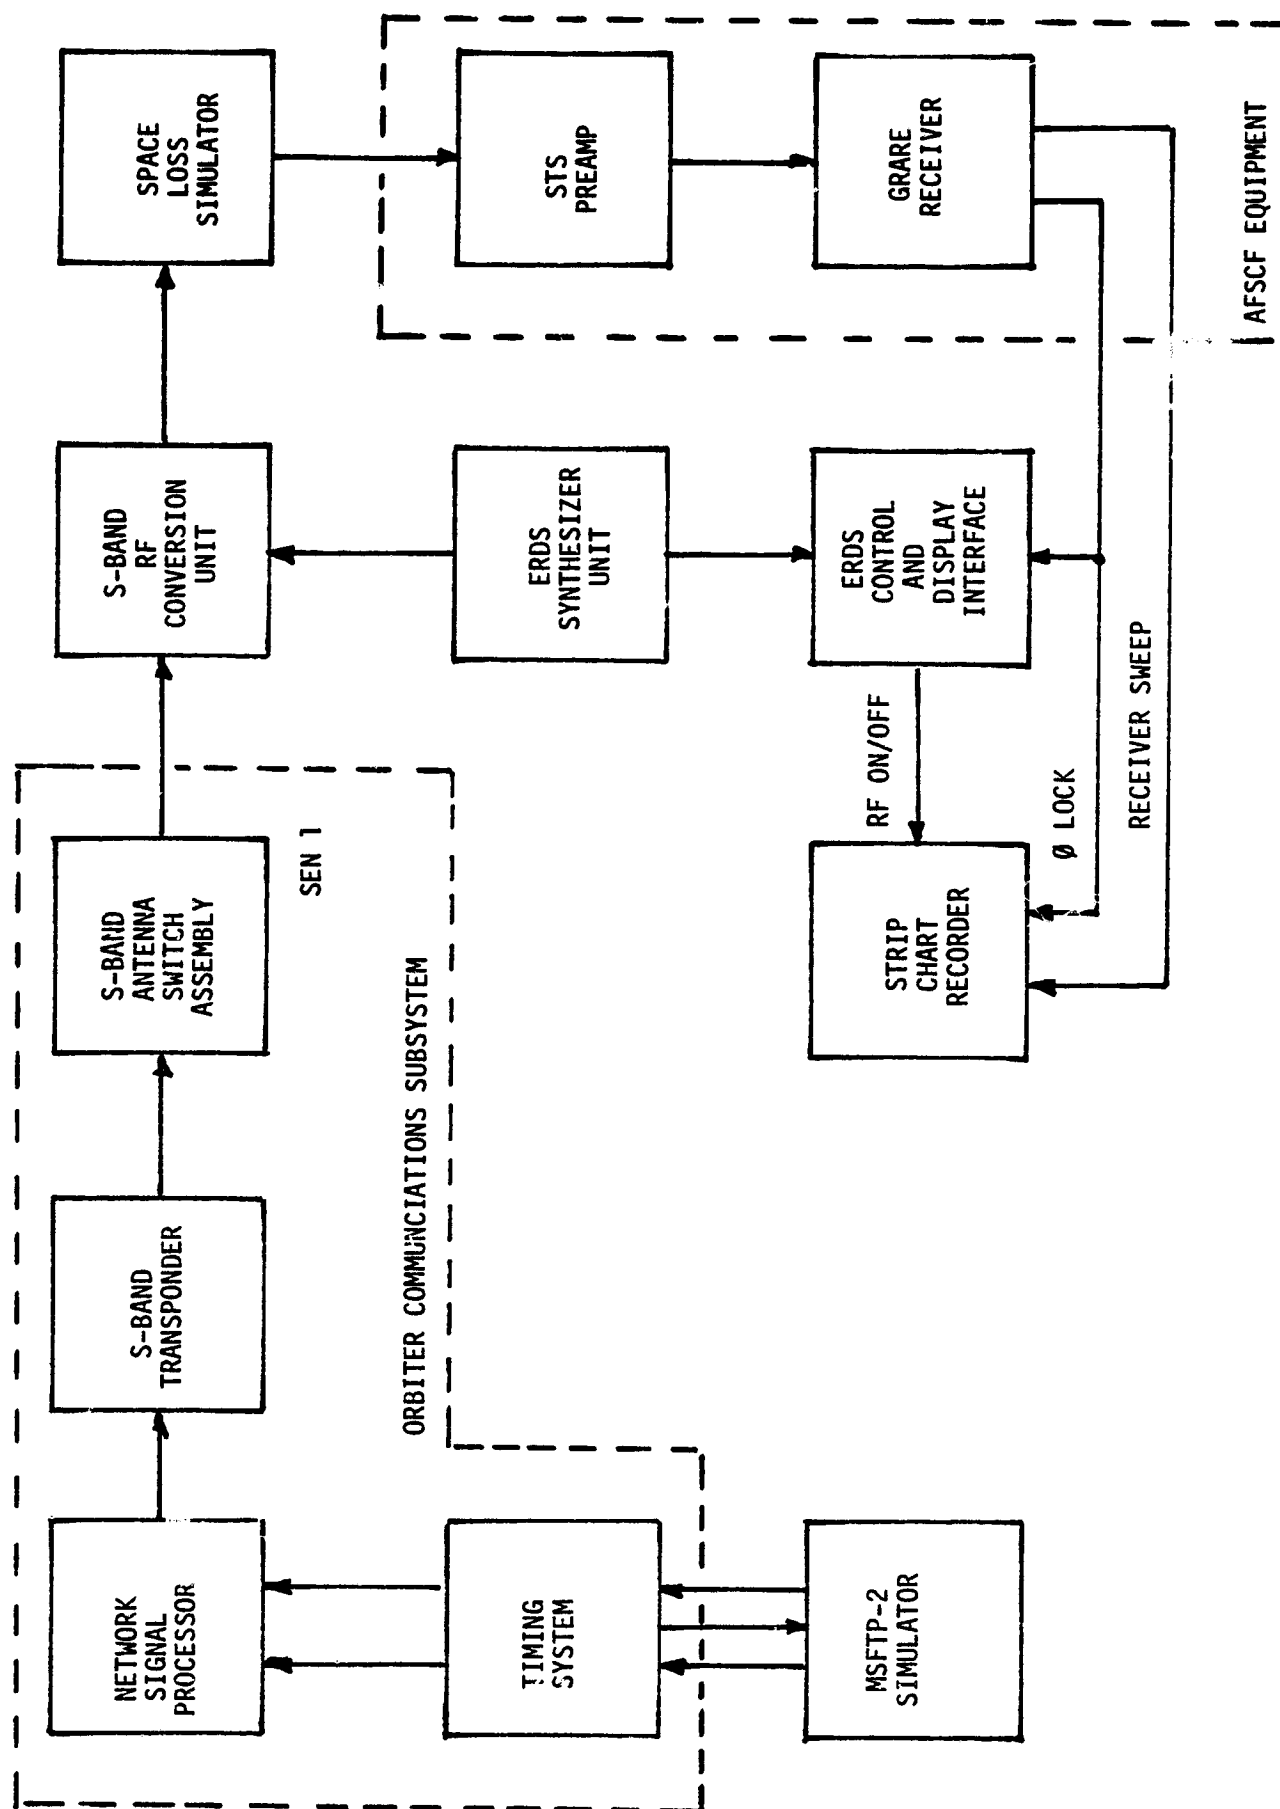 NETWORK
SIGNAL
PROCESSOR
S-BAND
TRANSPONDER
S-BAND
ANTENNA
SWITCH
ASSEMBLY
S-BAND
RF
CONVERSION
UNIT
SPACE
LOSS
SIMULATOR
SEN 1
TIMING
SYSTEM
ORBITER COMMUNCIATIONS SUBSYSTEM
ERDS
SYNTHESIZER
UNIT
STS
PREAMP
MSFTP-2
SIMULATOR
STRIP
CHART
RECORDER
RF ON/OFF
ERDS
CONTROL
AND
DISPLAY
INTERFACE
GRARE
RECEIVER
Ø LOCK
RECEIVER SWEEP
AFSCF EQUIPMENT